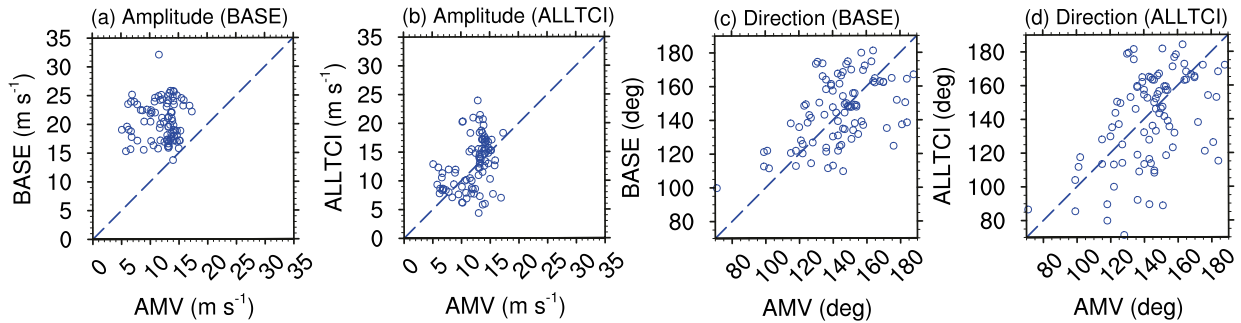 (a) Amplitude (BASE)
BASE (m s⁻¹)
35
30
25
20
15
10
5
0
0 5 10 15 20 25 30 35
AMV (m s⁻¹)
(b) Amplitude (ALLTCI)
ALLTCI (m s⁻¹)
35
30
25
20
15
10
5
0
0 5 10 15 20 25 30 35
AMV (m s⁻¹)
(c) Direction (BASE)
BASE (deg)
180
160
140
120
100
80
80 100 120 140 160 180
AMV (deg)
(d) Direction (ALLTCI)
ALLTCI (deg)
180
160
140
120
100
80
80 100 120 140 160 180
AMV (deg)